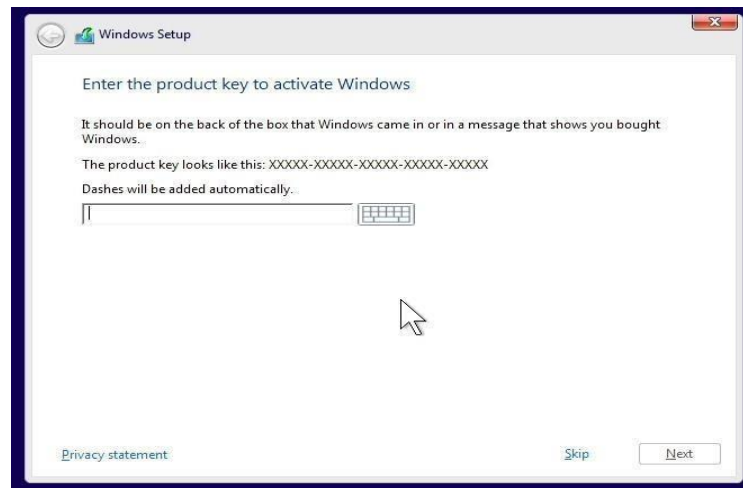 Windows Setup
Enter the product key to activate Windows
It should be on the back of the box that Windows came in or in a message that shows you bought
Windows.
The product key looks like this: XXXXX-XXXXX-XXXXX-XXXXX-XXXXX
Dashes will be added automatically.
Privacy statement
Skip
Next